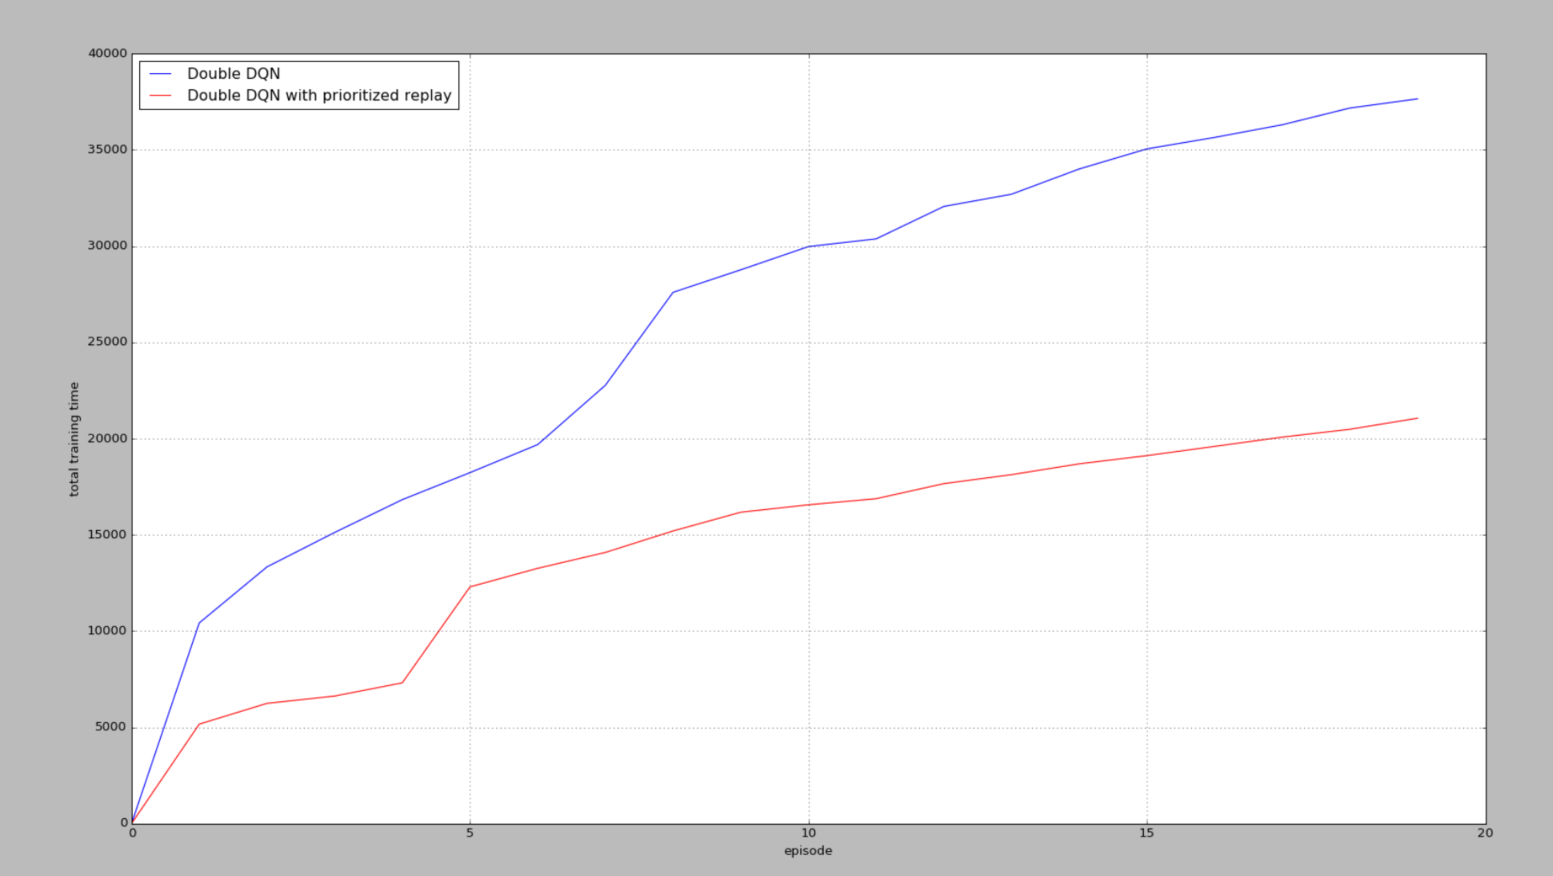 40000
35000
30000
25000
20000
15000
10000
5000
0
total training time
Double DQN
Double DQN with prioritized replay
0 5 10 15 20
episode